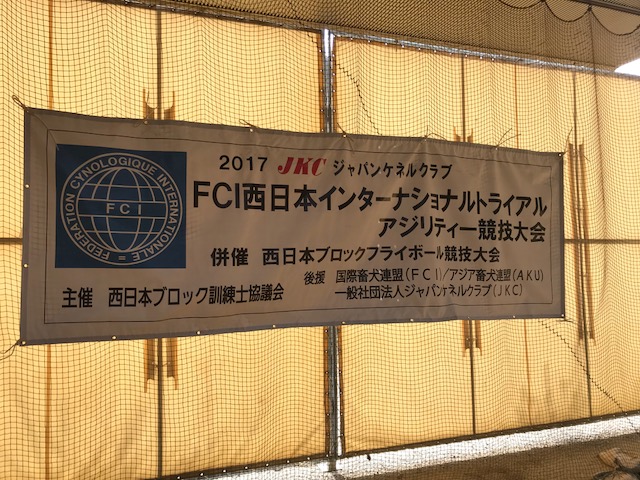 FEDERATION CYNOLOGIQUE INTERNATIONALE =
FCI
2017 JKC ジャパンケネルクラブ
FCI西日本インターナショナルトライアル
アジリティー競技大会
併催 西日本ブロックフライボール競技大会
主催 西日本ブロック訓練士協議会
後援 国際畜犬連盟(FCI)/アジア畜犬連盟(AKU)
一般社団法人ジャパンケネルクラブ(JKC)